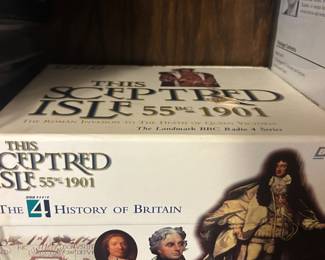 THIS
SCEPTRED
ISLE 55BC-1901
THE ROMAN INVASION TO THE DEATH OF QUEEN VICTORIA
The Landmark BBC Radio 4 Series
THIS
SCEPTRED
ISLE 55BC-1901
BBC RADIO
THE 4 HISTORY OF BRITAIN